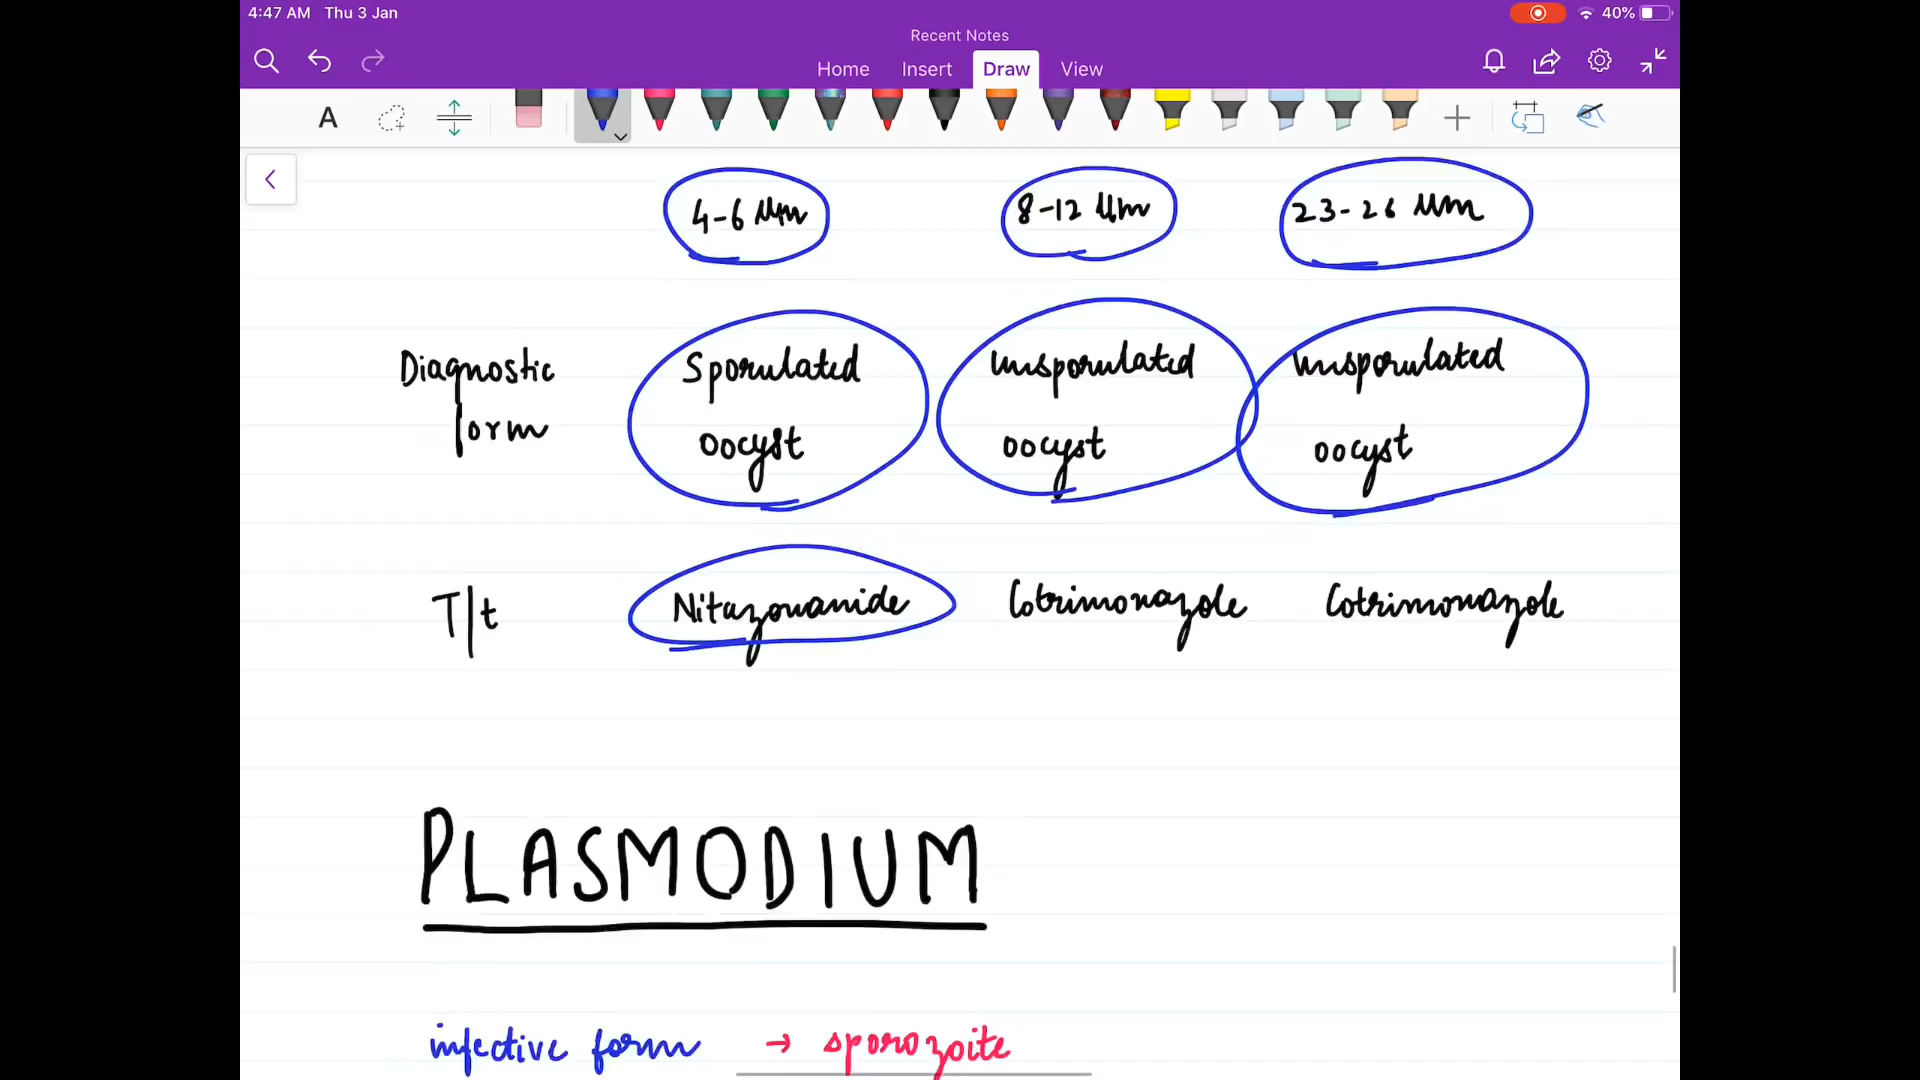 4:47 AM Thu 3 Jan
40%
Recent Notes
Home Insert Draw View
A
4-6 μm 8-12 μm 23-26 μm
Diagnostic Sporulated Unsporulated Unsporulated
form oocyst oocyst oocyst
T/t Nitazoxanide Cotrimoxazole Cotrimoxazole
PLASMODIUM
infective form → sporozoite